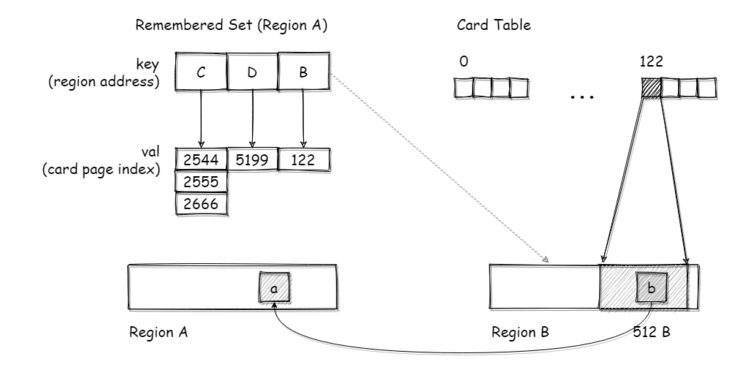 Remembered Set (Region A)
Card Table
key
(region address)
C D B
0
122
...
val
(card page index)
2544 5199 122
2555
2666
a
b
Region A
Region B
512 B